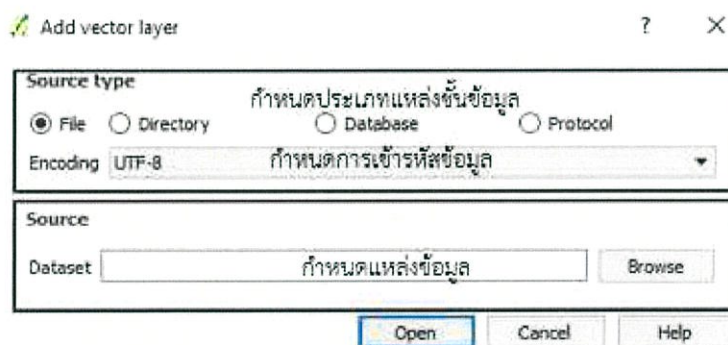 Add vector layer ? ×
Source type
กำหนดประเภทแหล่งชั้นข้อมูล
File Directory Database Protocol
Encoding UTF-8 กำหนดการเข้ารหัสข้อมูล
Source
Dataset กำหนดแหล่งข้อมูล Browse
Open Cancel Help